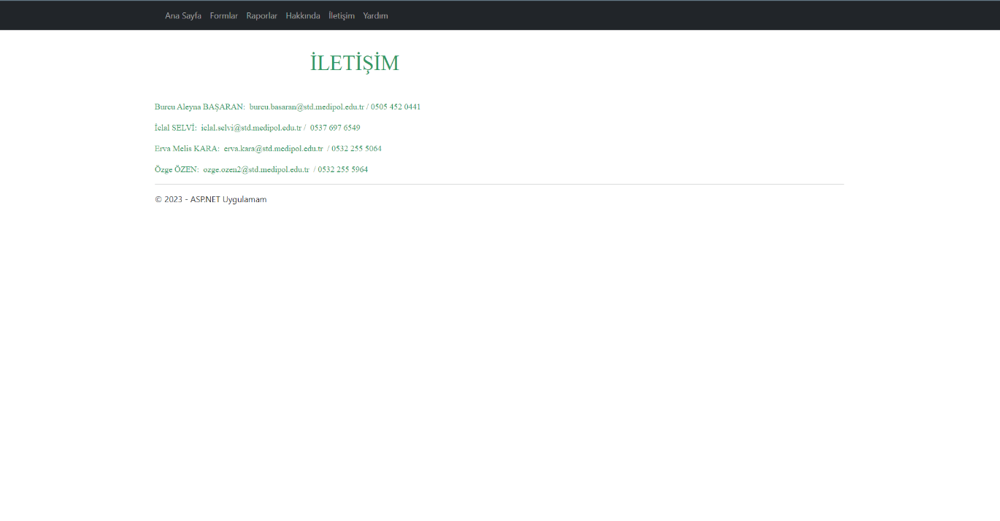 Ana Sayfa Formlar Raporlar Hakkında İletişim Yardım
İLETİŞİM
Burcu Aleyna BAŞARAN: burcu.basaran@std.medipol.edu.tr / 0505 452 0441
İclal SELVİ: iclal.selvi@std.medipol.edu.tr / 0537 697 6549
Erva Melis KARA: erva.kara@std.medipol.edu.tr / 0532 255 5064
Özge ÖZEN: ozge.ozen2@std.medipol.edu.tr / 0532 255 5964
© 2023 - ASP.NET Uygulamam